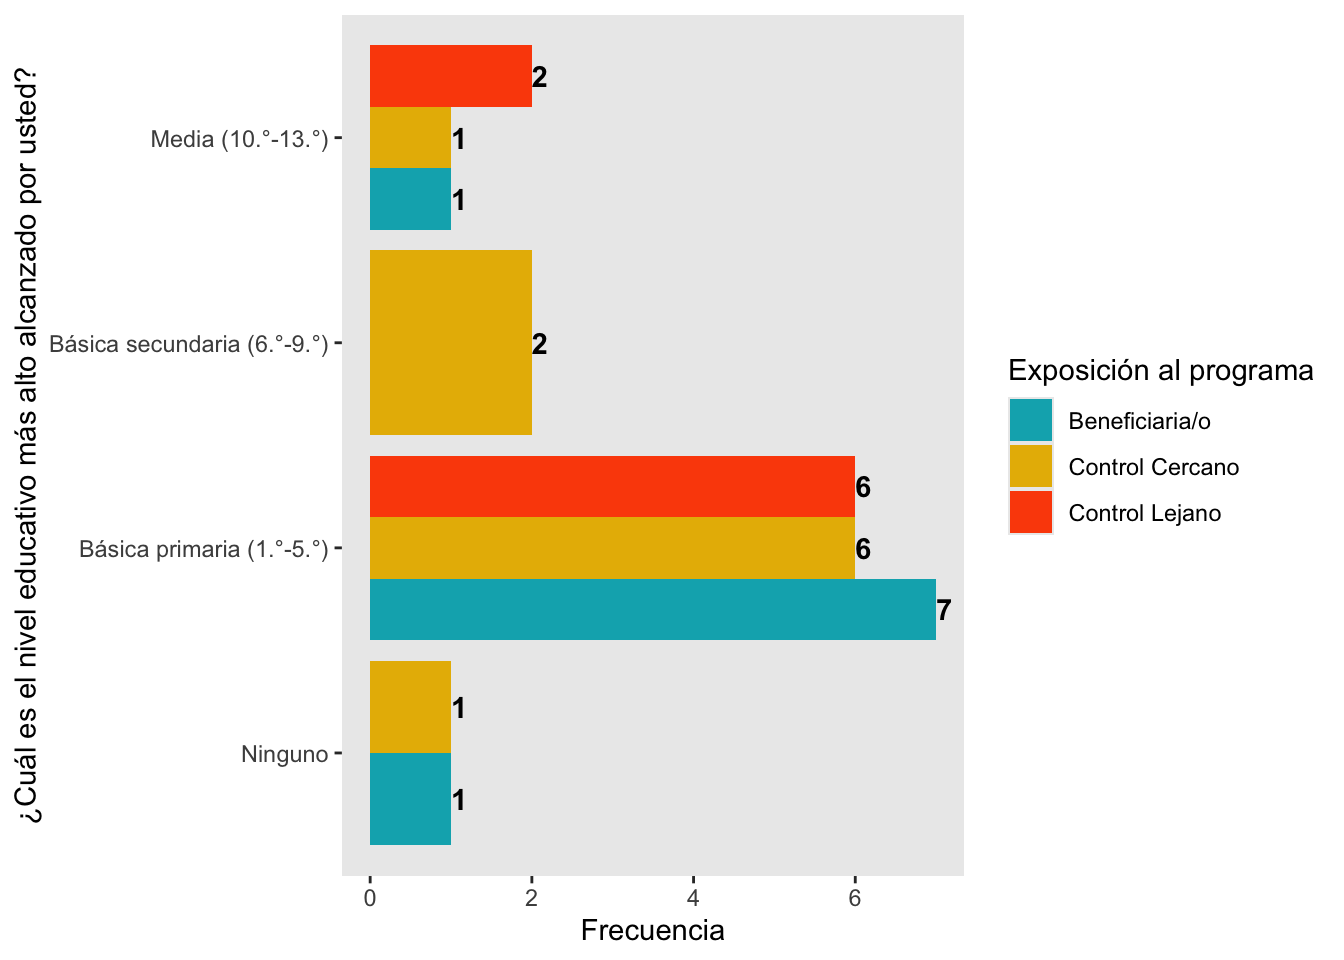 ¿Cuál es el nivel educativo más alto alcanzado por usted?
Media (10.°-13.°)
2
1
1
Básica secundaria (6.°-9.°)
2
Básica primaria (1.°-5.°)
6
6
7
Ninguno
1
1
0 2 4 6
Frecuencia
Exposición al programa
Beneficiaria/o
Control Cercano
Control Lejano